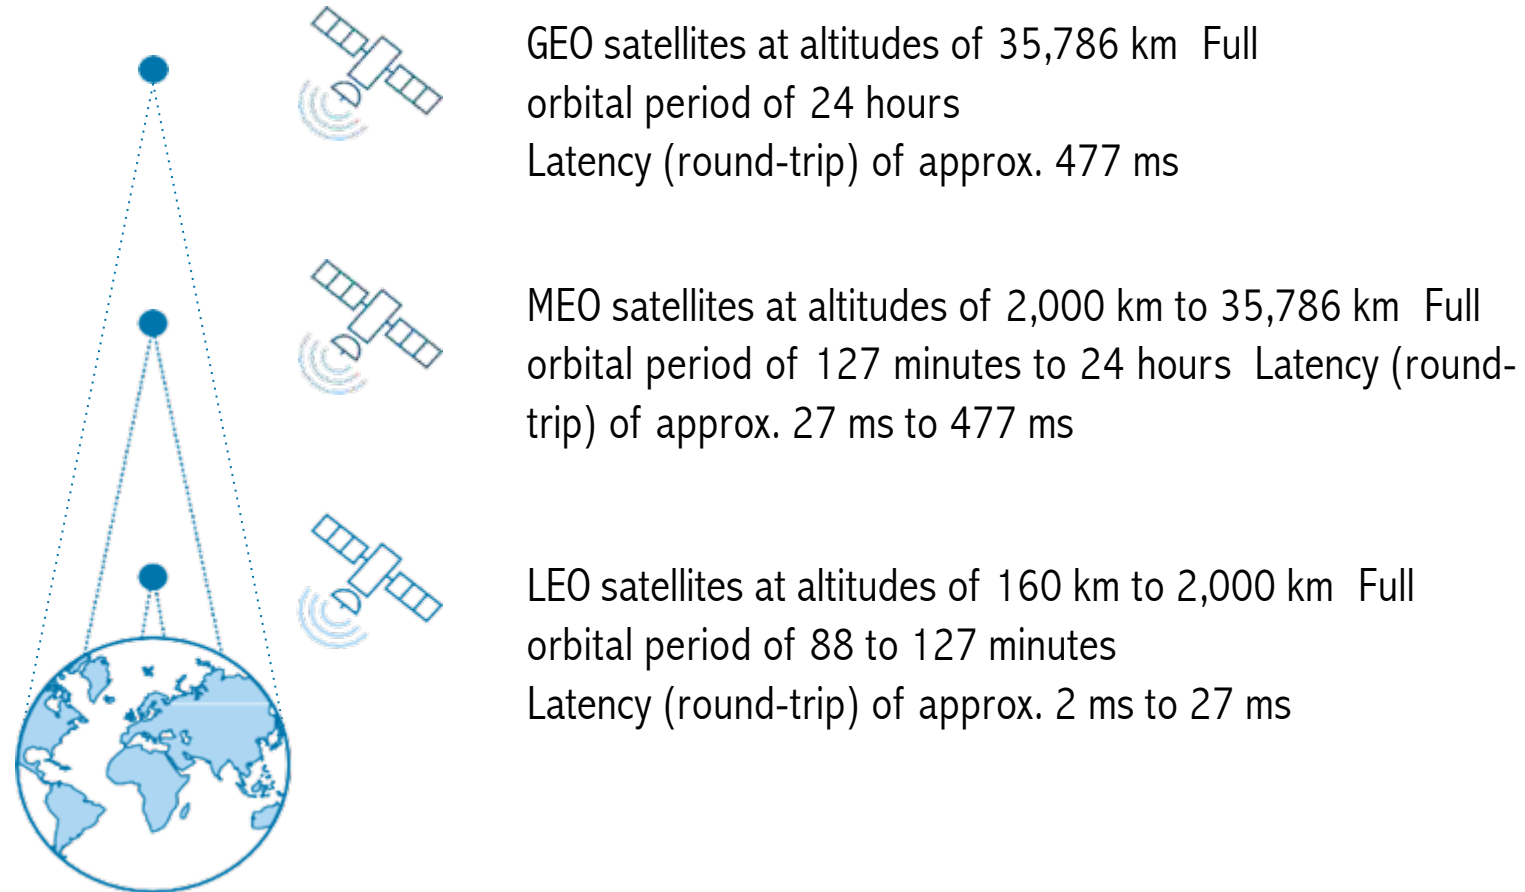 GEO satellites at altitudes of 35,786 km  Full
orbital period of 24 hours
Latency (round-trip) of approx. 477 ms
MEO satellites at altitudes of 2,000 km to 35,786 km  Full
orbital period of 127 minutes to 24 hours  Latency (round-
trip) of approx. 27 ms to 477 ms
LEO satellites at altitudes of 160 km to 2,000 km  Full
orbital period of 88 to 127 minutes
Latency (round-trip) of approx. 2 ms to 27 ms